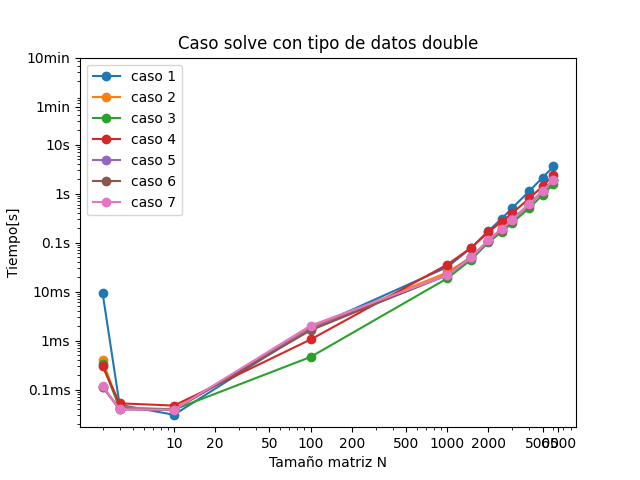 Caso solve con tipo de datos double
10min
1min
10s
1s
0.1s
10ms
1ms
0.1ms
Tiempo[s]
caso 1
caso 2
caso 3
caso 4
caso 5
caso 6
caso 7
10 20 50 100 200 500 1000 2000 5000 6500
Tamaño matriz N